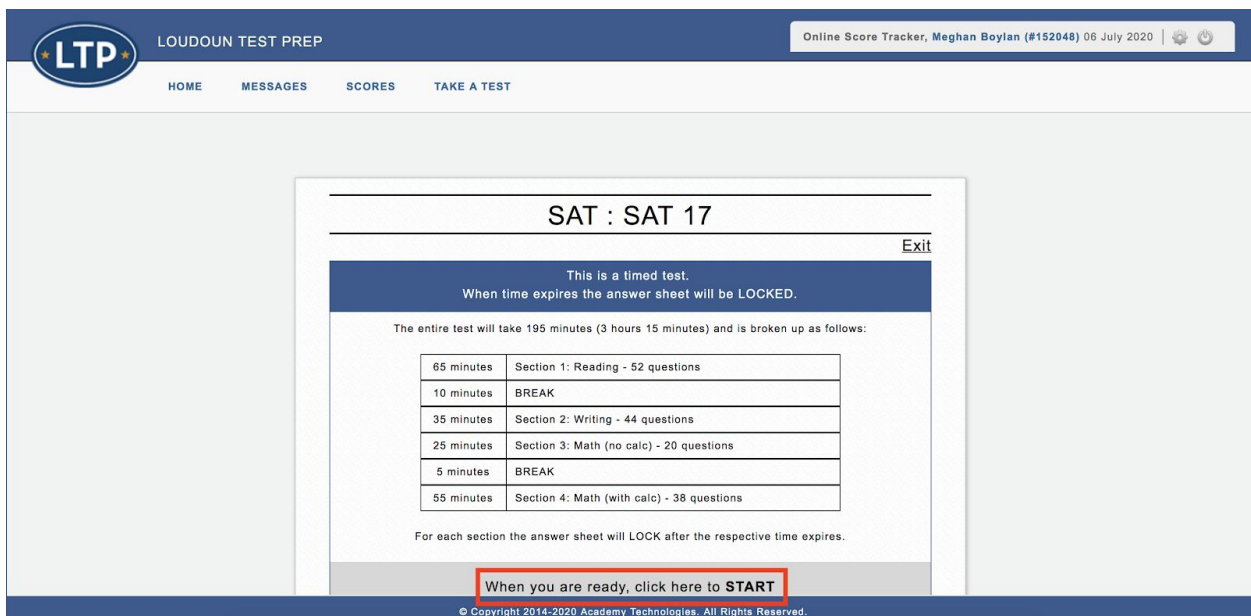 LTP
LOUDOUN TEST PREP
Online Score Tracker, Meghan Boylan (#152048) 06 July 2020
HOME MESSAGES SCORES TAKE A TEST
SAT : SAT 17
Exit
This is a timed test.
When time expires the answer sheet will be LOCKED.
The entire test will take 195 minutes (3 hours 15 minutes) and is broken up as follows:
65 minutes Section 1: Reading - 52 questions
10 minutes BREAK
35 minutes Section 2: Writing - 44 questions
25 minutes Section 3: Math (no calc) - 20 questions
5 minutes BREAK
55 minutes Section 4: Math (with calc) - 38 questions
For each section the answer sheet will LOCK after the respective time expires.
When you are ready, click here to START
© Copyright 2014-2020 Academy Technologies. All Rights Reserved.